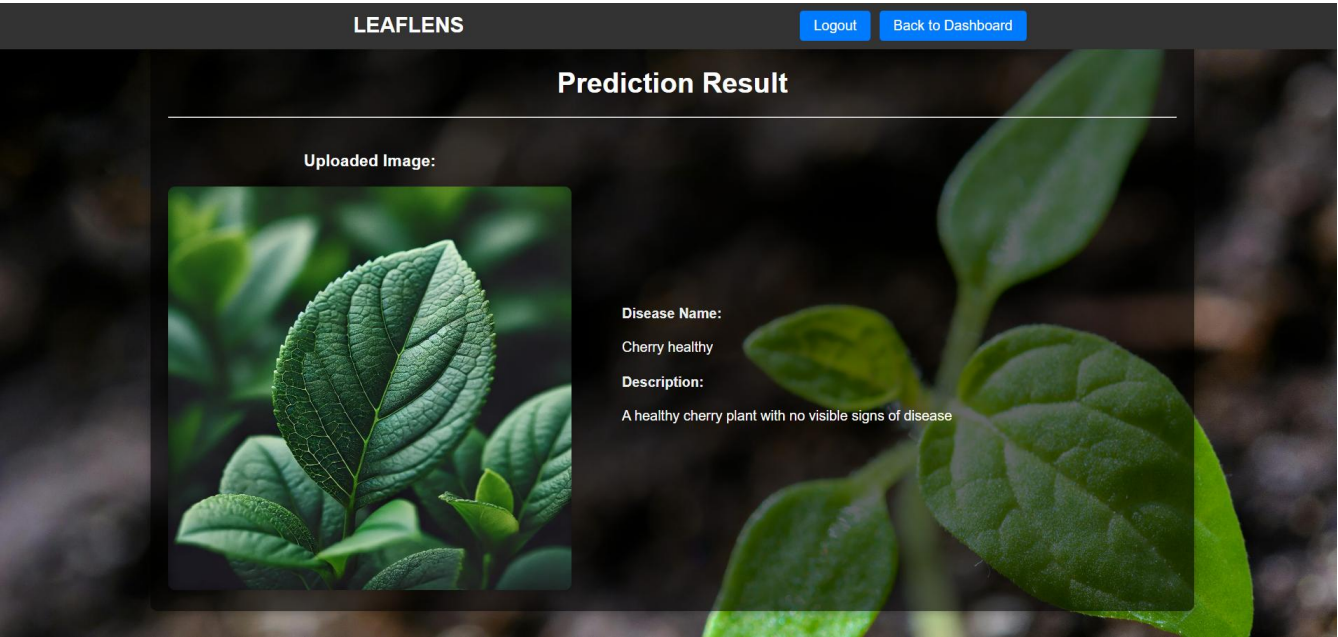 LEAFLENS
Logout
Back to Dashboard
Prediction Result
Uploaded Image:
Disease Name:
Cherry healthy
Description:
A healthy cherry plant with no visible signs of disease